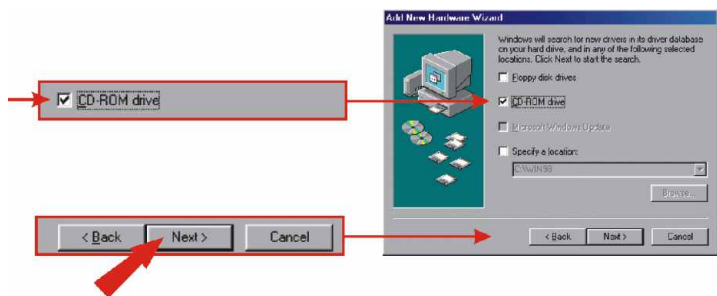 Add New Hardware Wizard
Windows will search for new drivers in its driver database
on your hard drive, and in any of the following selected
locations. Click Next to start the search.
Floppy disk drives
CD-ROM drive
CD-ROM drive
Microsoft Windows Update
Specify a location:
C:\WIN98
Browse...
< Back Next > Cancel
< Back Next > Cancel